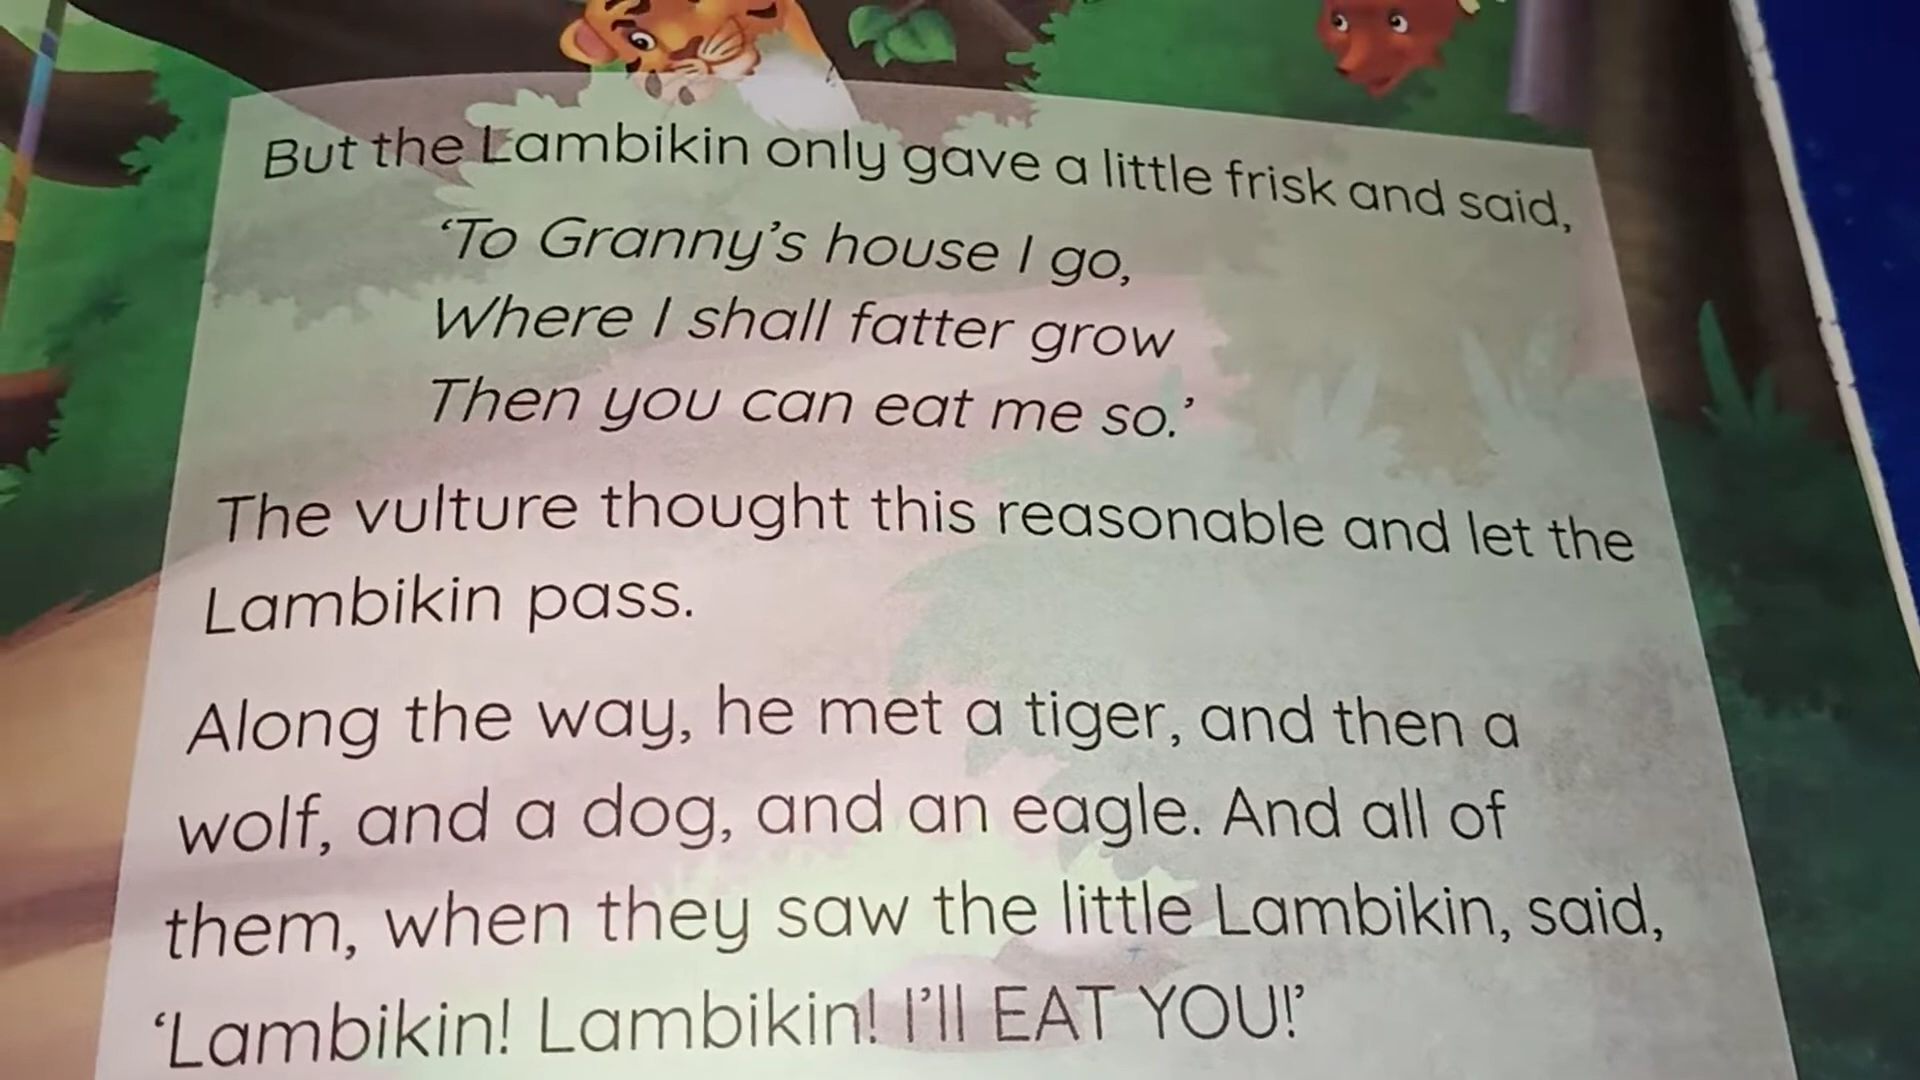 But the Lambikin only gave a little frisk and said,
‘To Granny’s house I go,
Where I shall fatter grow
Then you can eat me so.’
The vulture thought this reasonable and let the
Lambikin pass.
Along the way, he met a tiger, and then a
wolf, and a dog, and an eagle. And all of
them, when they saw the little Lambikin, said,
‘Lambikin! Lambikin! I’ll EAT YOU!’